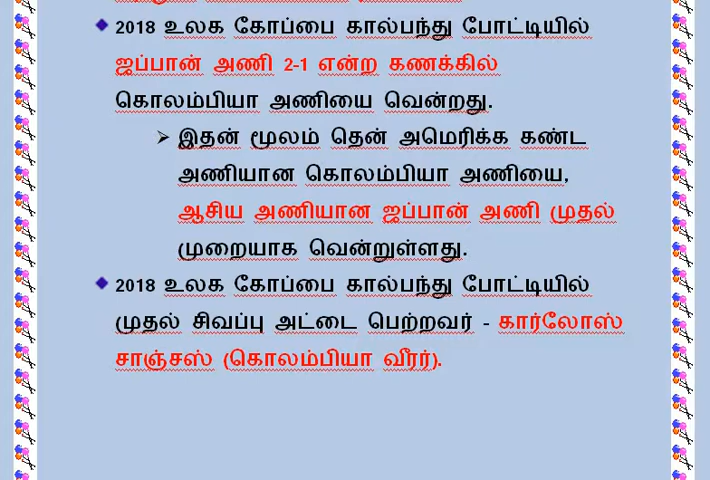 2018 உலக கோப்பை கால்பந்து போட்டியில்
ஜப்பான் அணி 2-1 என்ற கணக்கில்
கொலம்பியா அணியை வென்றது.
இதன் மூலம் தென் அமெரிக்க கண்ட
அணியான கொலம்பியா அணியை,
ஆசிய அணியான ஜப்பான் அணி முதல்
முறையாக வென்றுள்ளது.
2018 உலக கோப்பை கால்பந்து போட்டியில்
முதல் சிவப்பு அட்டை பெற்றவர் - கார்லோஸ்
சாஞ்சஸ் (கொலம்பியா வீரர்).